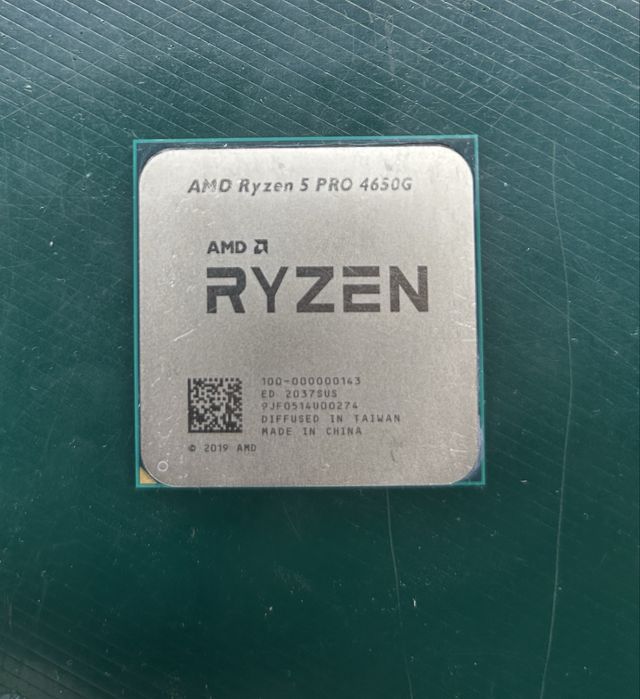 AMD Ryzen 5 PRO 4650G
AMD
RYZEN
100-000000143
ED 2037SUS
9JF0514U00274
DIFFUSED IN TAIWAN
MADE IN CHINA
© 2019 AMD